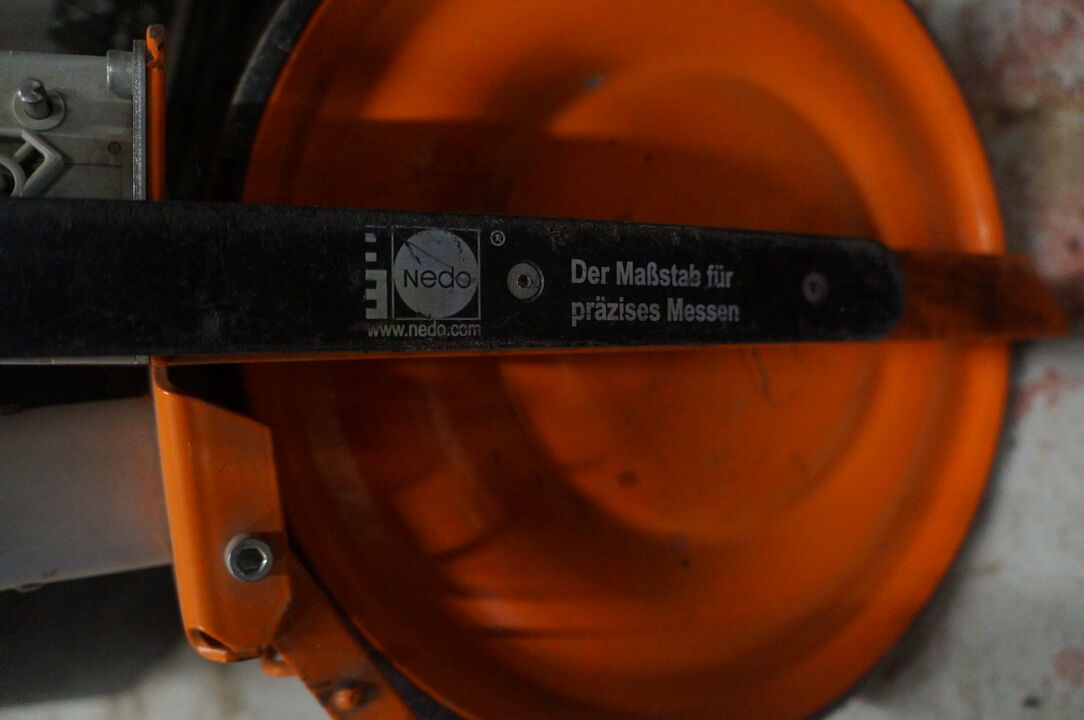 Nedo ®
www.nedo.com
Der Maßstab für
präzises Messen